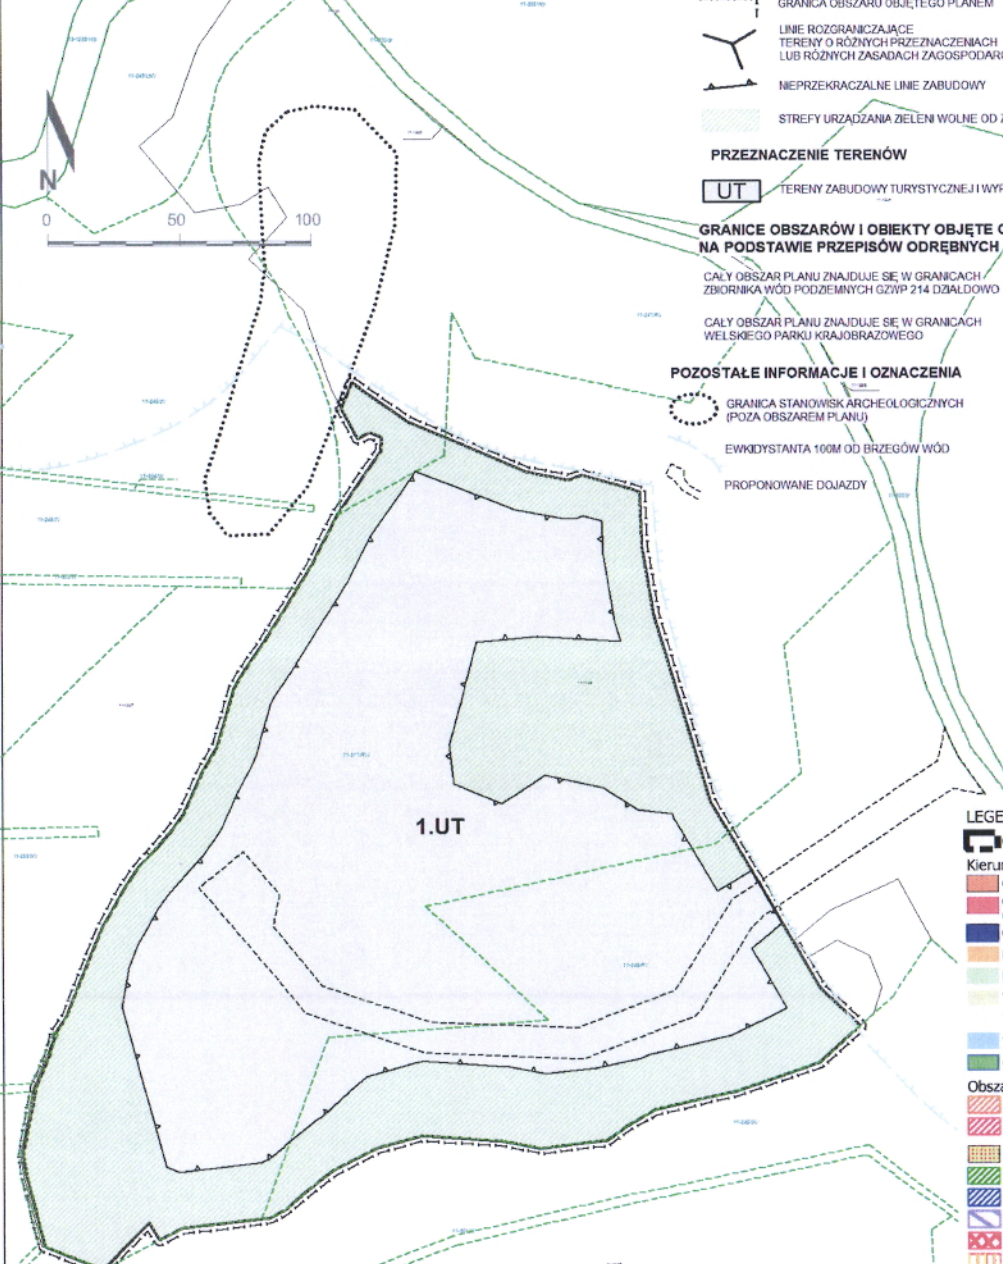 GRANICA OBSZARU OBJĘTEGO PLANEM
LINIE ROZGRANICZAJĄCE
TERENY O RÓŻNYCH PRZEZNACZENIACH
LUB RÓŻNYCH ZASADACH ZAGOSPODAR
NIEPRZEKRACZALNE LINIE ZABUDOWY
STREFY URZĄDZANIA ZIELENI WOLNE OD Z
PRZEZNACZENIE TERENÓW
UT
TERENY ZABUDOWY TURYSTYCZNEJ I WYP
GRANICE OBSZARÓW I OBIEKTY OBJĘTE O
NA PODSTAWIE PRZEPISÓW ODRĘBNYCH
CAŁY OBSZAR PLANU ZNAJDUJE SIĘ W GRANICACH
ZBIORNIKA WÓD PODZIEMNYCH GZWP 214 DZIAŁDOWO
CAŁY OBSZAR PLANU ZNAJDUJE SIĘ W GRANICACH
WELSKIEGO PARKU KRAJOBRAZOWEGO
POZOSTAŁE INFORMACJE I OZNACZENIA
GRANICA STANOWISK ARCHEOLOGICZNYCH
(POZA OBSZAREM PLANU)
EWKIDYSTANTA 100M OD BRZEGÓW WÓD
PROPONOWANE DOJAZDY
N
0 50 100
1.UT
LEGE
Kierun
Obsza